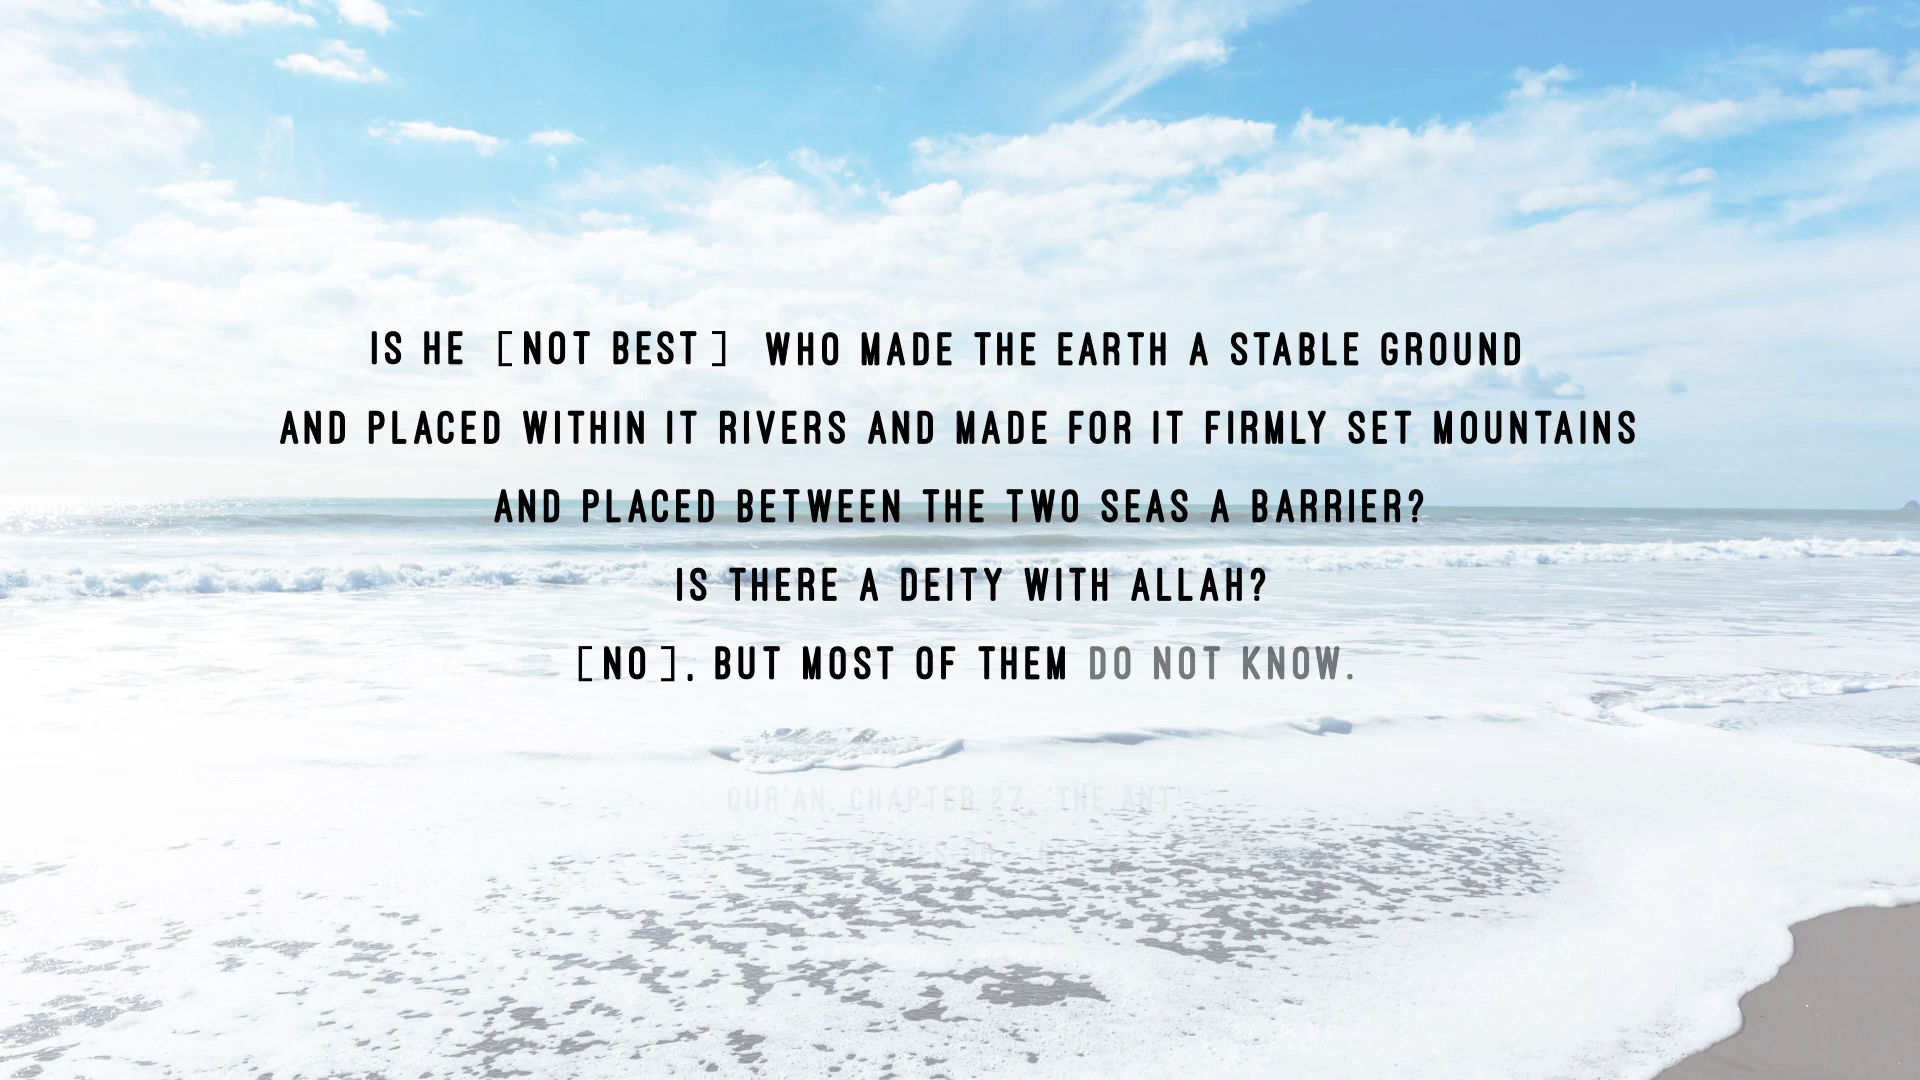 IS HE [NOT BEST] WHO MADE THE EARTH A STABLE GROUND
AND PLACED WITHIN IT RIVERS AND MADE FOR IT FIRMLY SET MOUNTAINS
AND PLACED BETWEEN THE TWO SEAS A BARRIER?
IS THERE A DEITY WITH ALLAH?
[NO], BUT MOST OF THEM DO NOT KNOW.
QUR'AN, CHAPTER 27, 'THE ANT'